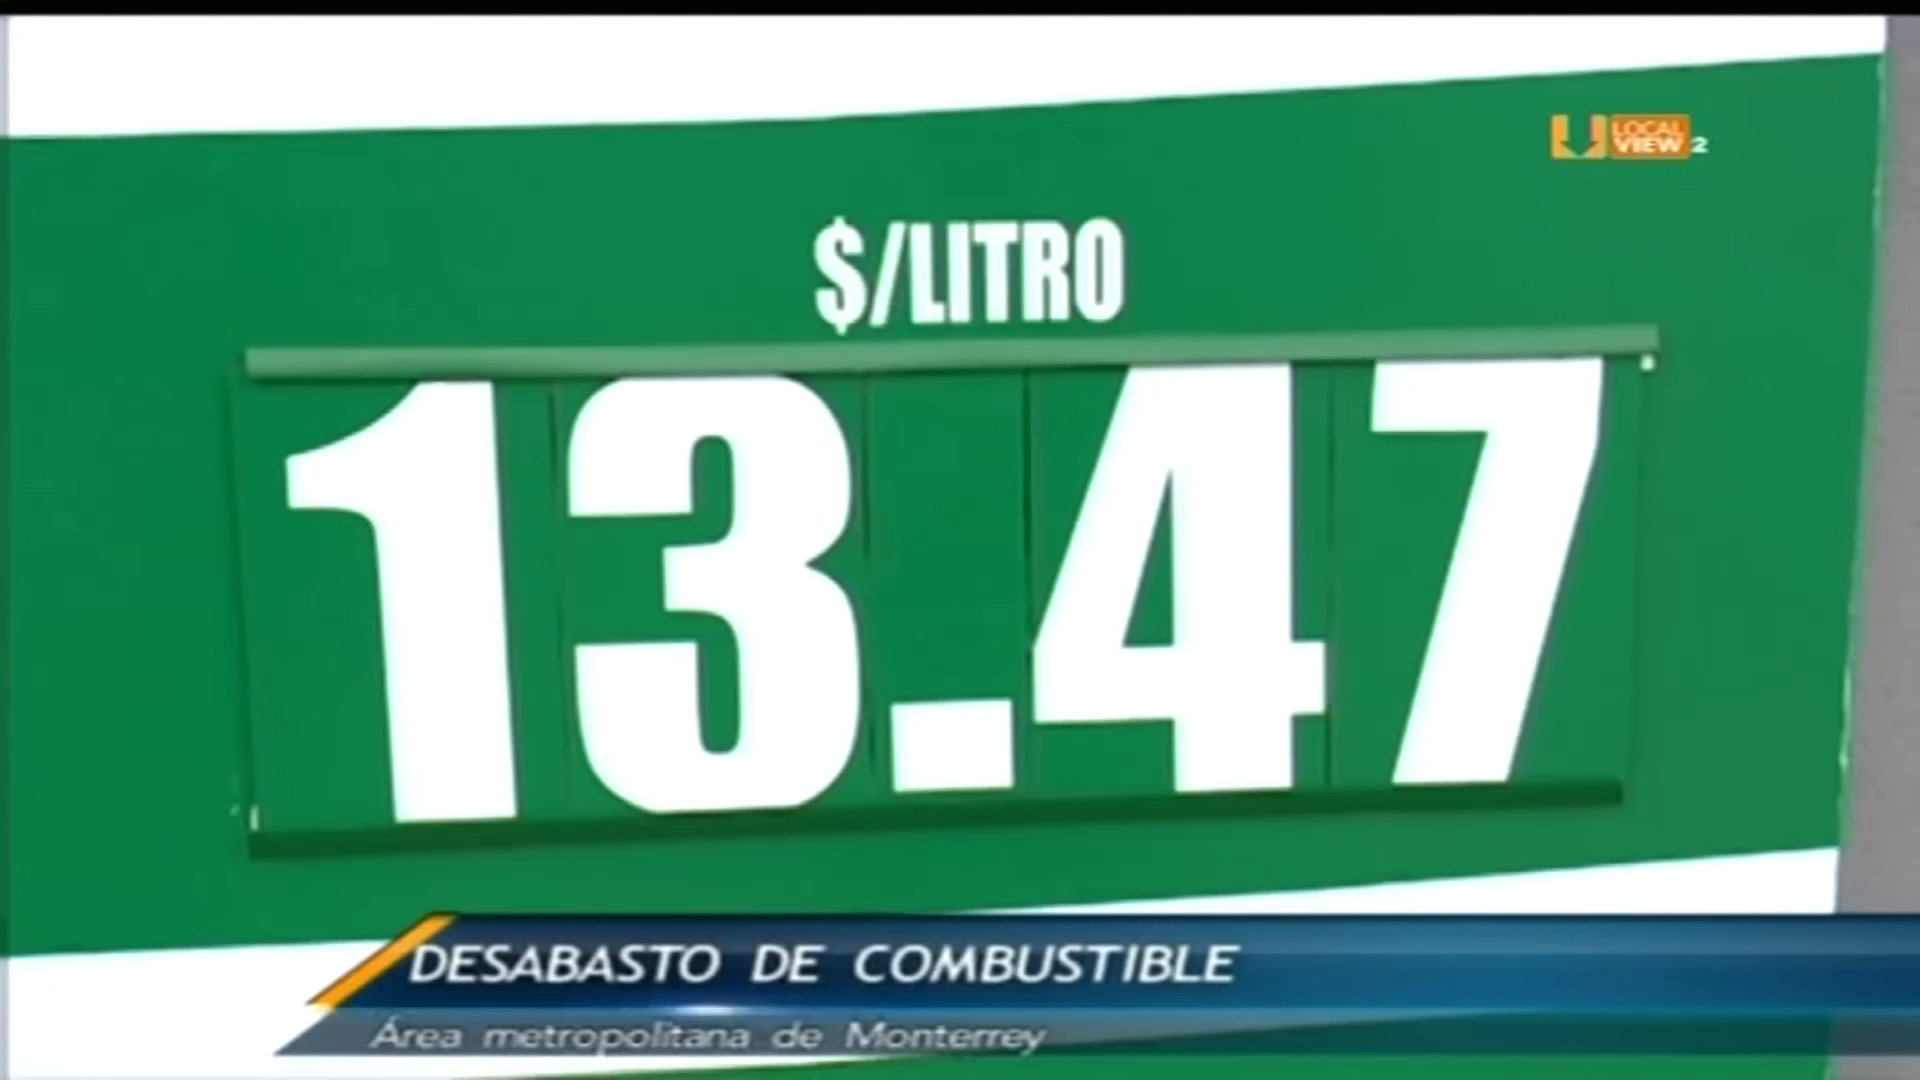 LOCAL
VIEW 2
$/LITRO
13.47
DESABASTO DE COMBUSTIBLE
Área metropolitana de Monterrey